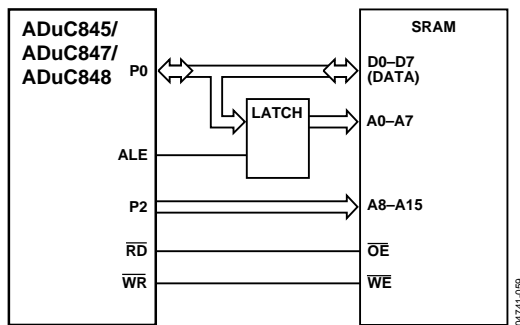 ADuC845/
ADuC847/
ADuC848
SRAM
P0
D0–D7
(DATA)
LATCH
A0–A7
ALE
P2
A8–A15
RD
OE
WR
WE
04741-059